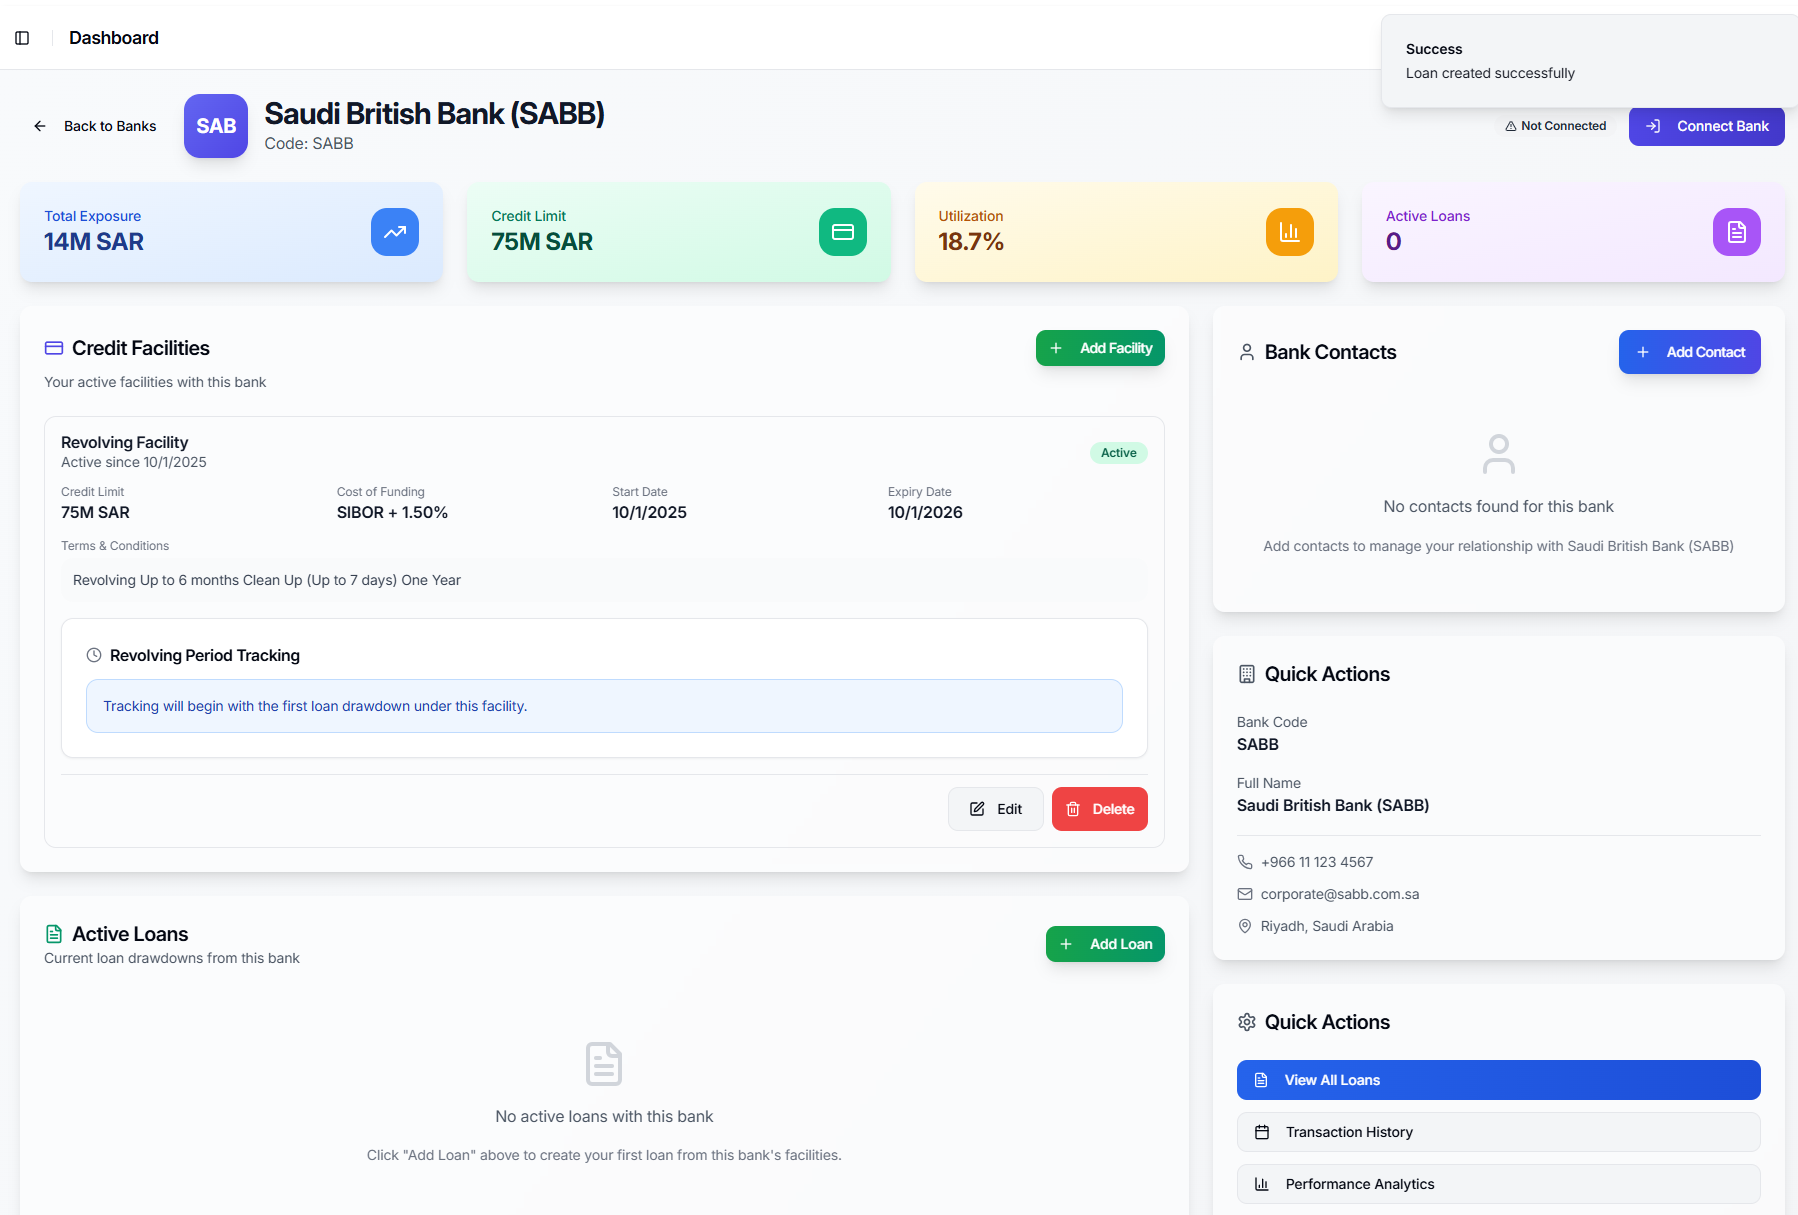 Dashboard
Success
Loan created successfully
Back to Banks
SAB
Saudi British Bank (SABB)
Code: SABB
Not Connected
Connect Bank
Total Exposure
14M SAR
Credit Limit
75M SAR
Utilization
18.7%
Active Loans
0
Credit Facilities
Add Facility
Your active facilities with this bank
Revolving Facility
Active since 10/1/2025
Active
Credit Limit
75M SAR
Cost of Funding
SIBOR + 1.50%
Start Date
10/1/2025
Expiry Date
10/1/2026
Terms & Conditions
Revolving Up to 6 months Clean Up (Up to 7 days) One Year
Revolving Period Tracking
Tracking will begin with the first loan drawdown under this facility.
Edit
Delete
Active Loans
Current loan drawdowns from this bank
Add Loan
No active loans with this bank
Click "Add Loan" above to create your first loan from this bank's facilities.
Bank Contacts
Add Contact
No contacts found for this bank
Add contacts to manage your relationship with Saudi British Bank (SABB)
Quick Actions
Bank Code
SABB
Full Name
Saudi British Bank (SABB)
+966 11 123 4567
corporate@sabb.com.sa
Riyadh, Saudi Arabia
Quick Actions
View All Loans
Transaction History
Performance Analytics